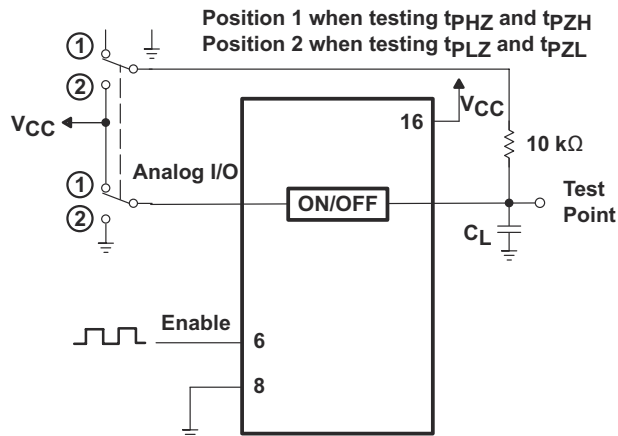 Position 1 when testing tPHZ and tPZH
Position 2 when testing tPLZ and tPZL
1
2
VCC
VCC
16
10 kΩ
Analog I/O
1
2
ON/OFF
Test
Point
CL
Enable
6
8